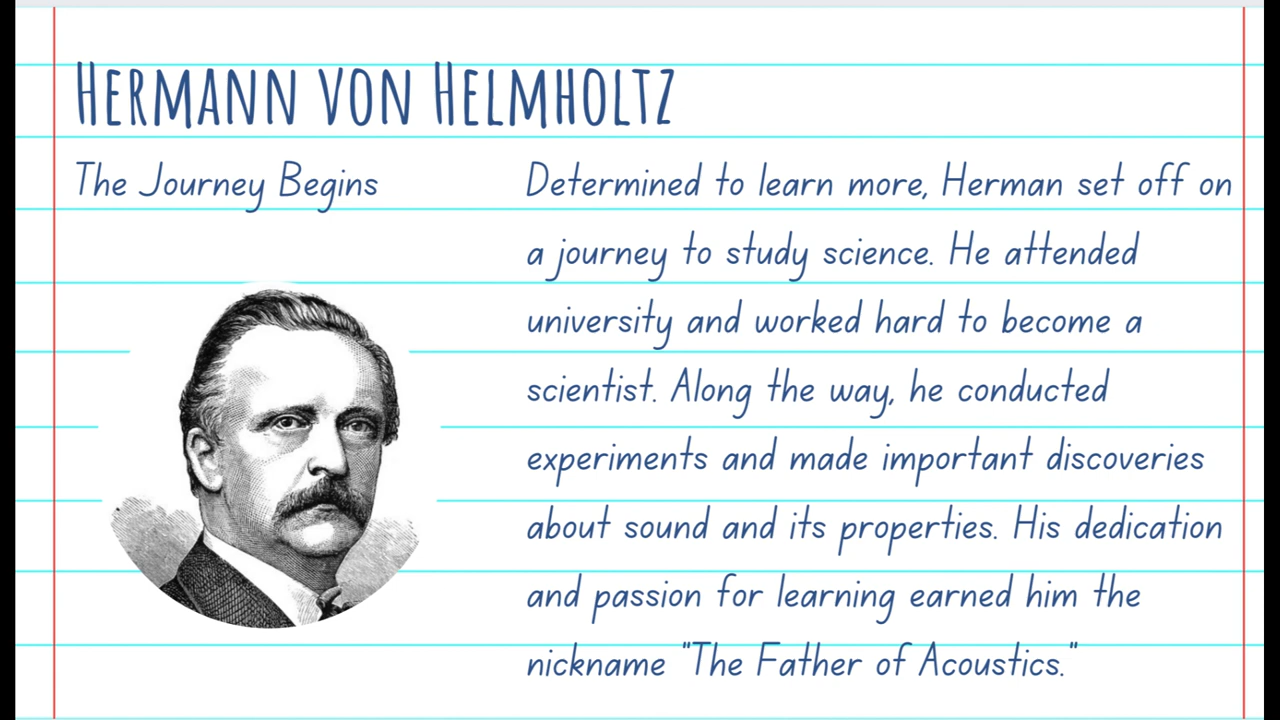 Hermann von Helmholtz
The Journey Begins
Determined to learn more, Herman set off on
a journey to study science. He attended
university and worked hard to become a
scientist. Along the way, he conducted
experiments and made important discoveries
about sound and its properties. His dedication
and passion for learning earned him the
nickname "The Father of Acoustics."